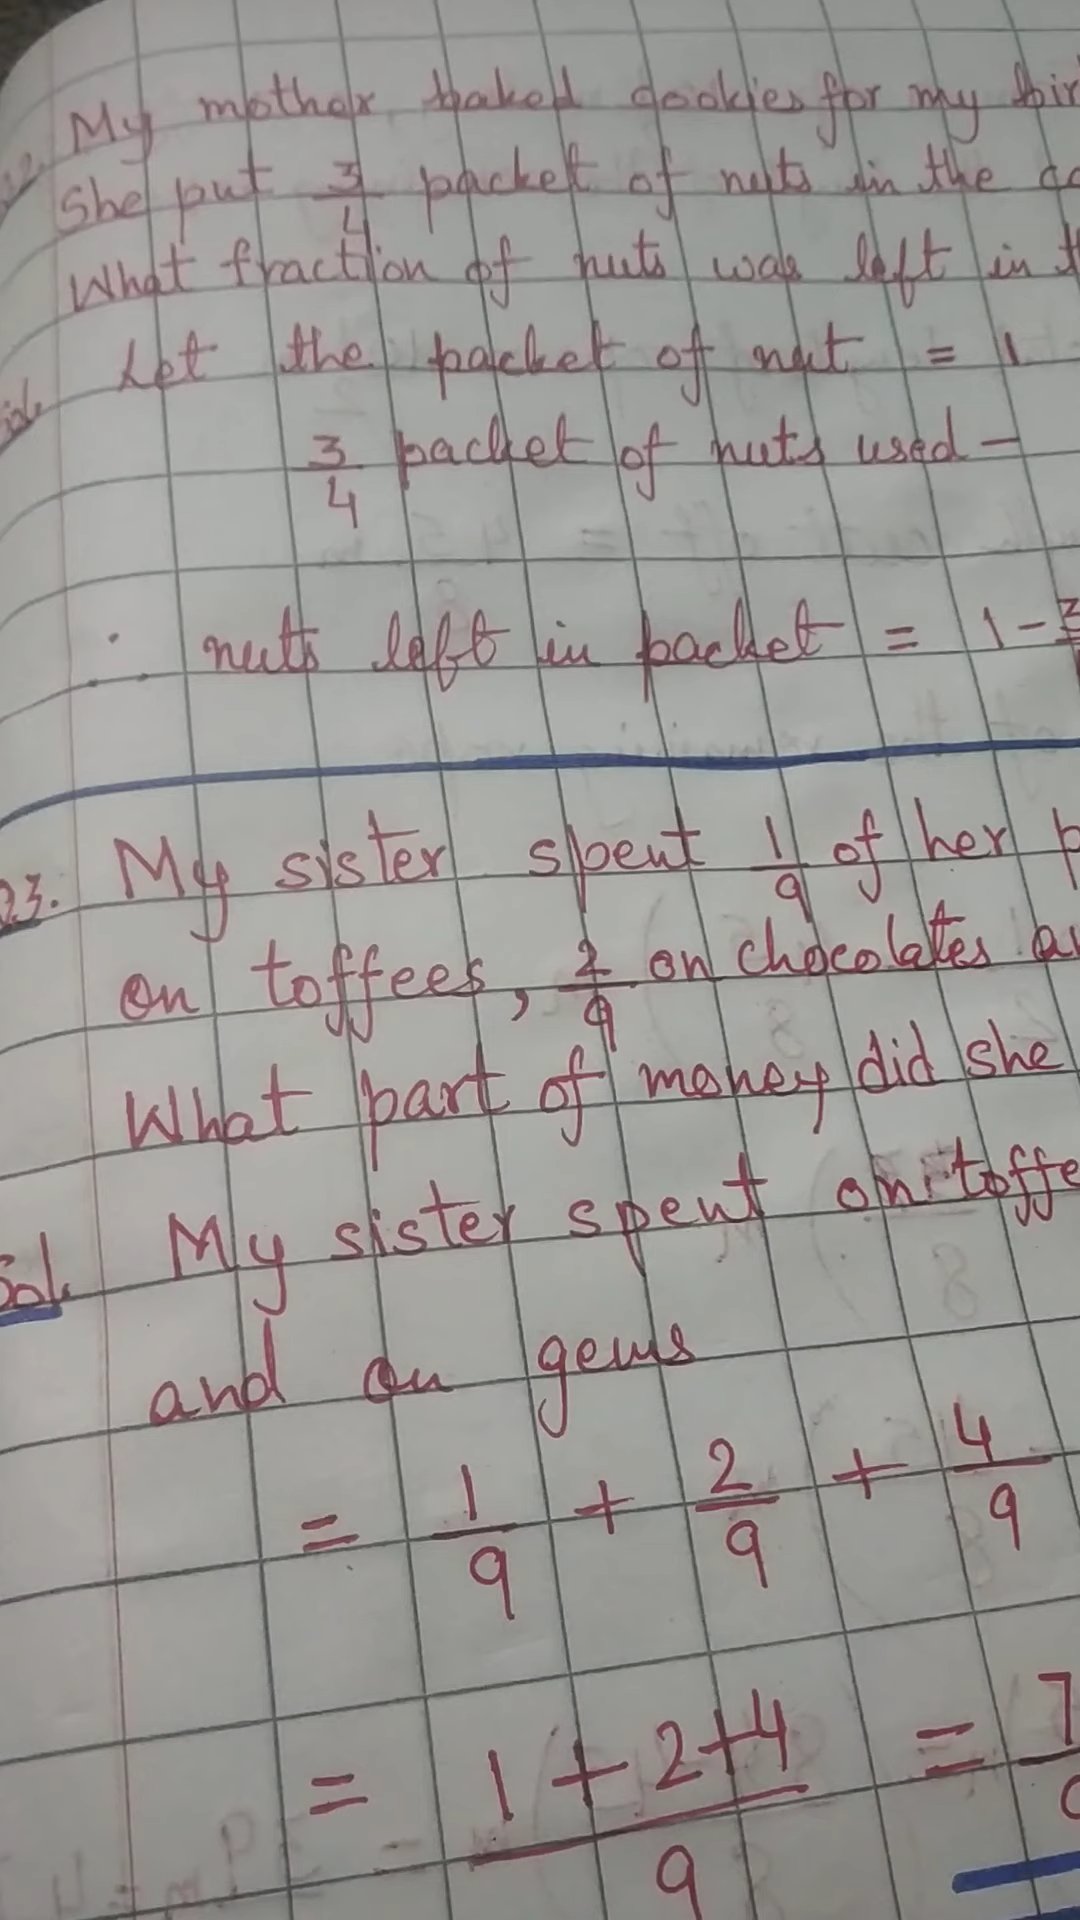 My mother baked cookies for my
She put 3/4 packet of nuts in the
What fraction of nuts was left in
Let the packet of nut = 1
3/4 packet of nuts used -
nuts left in packet = 1 -
Q3. My sister spent 1/9 of her
on toffees, 2/9 on chocolates
What part of money did she
Sol. My sister spent on toffe
and on gems
= 1/9 + 2/9 + 4/9
= 1+2+4/9 = 7